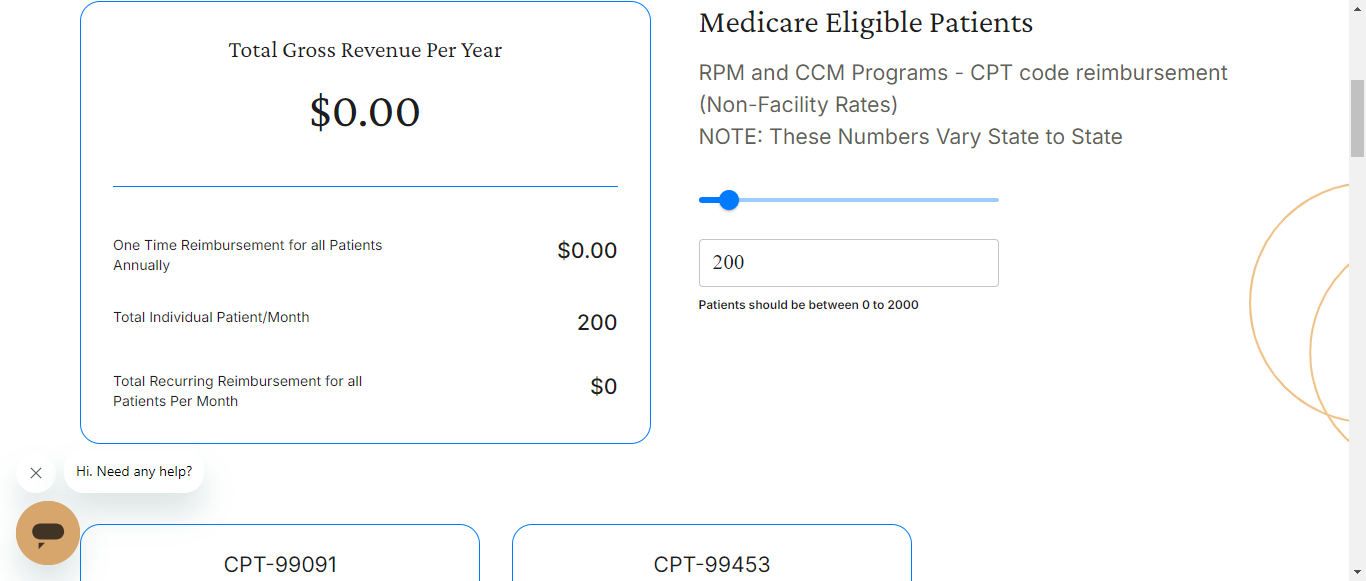 Total Gross Revenue Per Year
$0.00
One Time Reimbursement for all Patients
Annually
$0.00
Total Individual Patient/Month
200
Total Recurring Reimbursement for all
Patients Per Month
$0
Medicare Eligible Patients
RPM and CCM Programs - CPT code reimbursement
(Non-Facility Rates)
NOTE: These Numbers Vary State to State
200
Patients should be between 0 to 2000
Hi. Need any help?
CPT-99091
CPT-99453